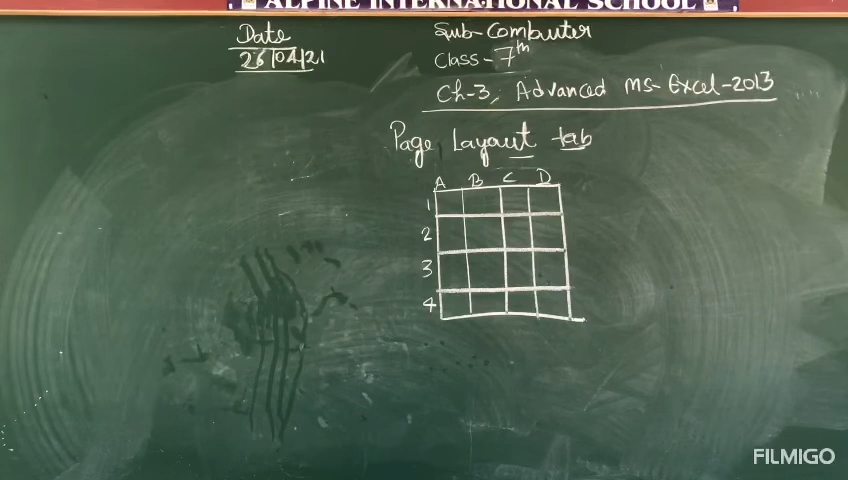 ALPINE INTERNATIONAL SCHOOL
Date
26/04/21
Sub-Computer
Class-7th
Ch-3, Advanced MS-Excel-2013
Page Layout tab
A B C D
1
2
3
4
FILMIGO